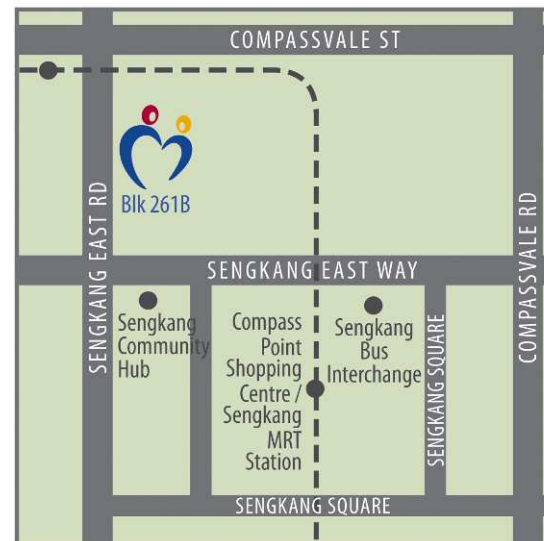 COMPASSVALE ST
Blk 261B
SENGKANG EAST RD
COMPASSVALE RD
SENGKANG EAST WAY
Sengkang
Community
Hub
Compass
Point
Shopping
Centre /
Sengkang
MRT
Station
Sengkang
Bus
Interchange
SENGKANG SQUARE
SENGKANG SQUARE